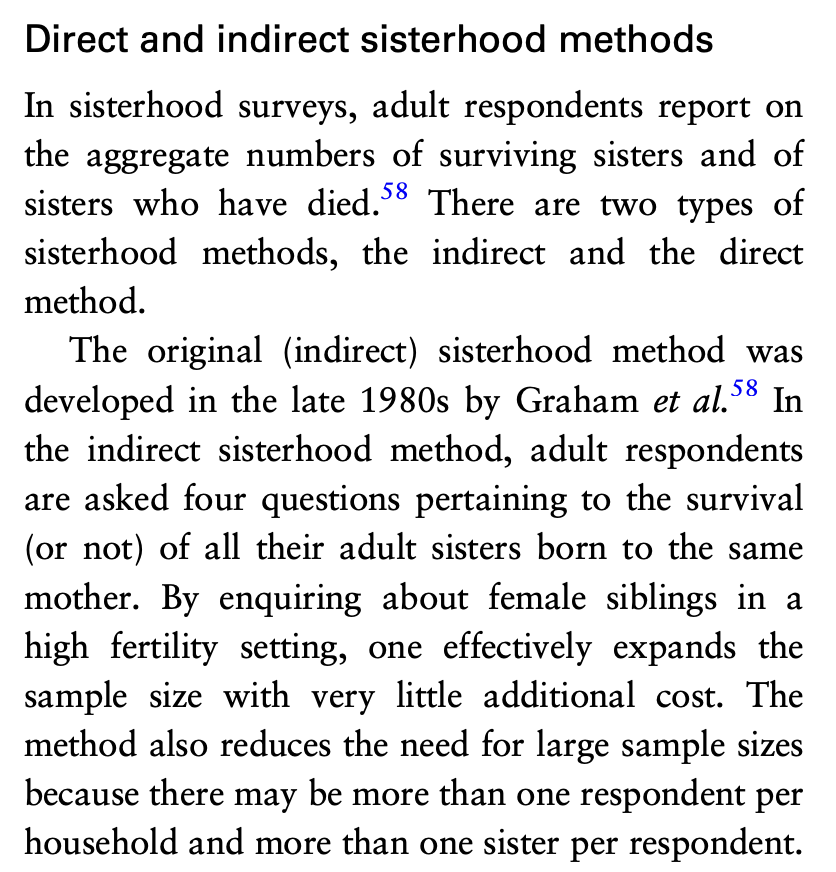 Direct and indirect sisterhood methods
In sisterhood surveys, adult respondents report on
the aggregate numbers of surviving sisters and of
sisters who have died.58 There are two types of
sisterhood methods, the indirect and the direct
method.
The original (indirect) sisterhood method was
developed in the late 1980s by Graham et al.58 In
the indirect sisterhood method, adult respondents
are asked four questions pertaining to the survival
(or not) of all their adult sisters born to the same
mother. By enquiring about female siblings in a
high fertility setting, one effectively expands the
sample size with very little additional cost. The
method also reduces the need for large sample sizes
because there may be more than one respondent per
household and more than one sister per respondent.